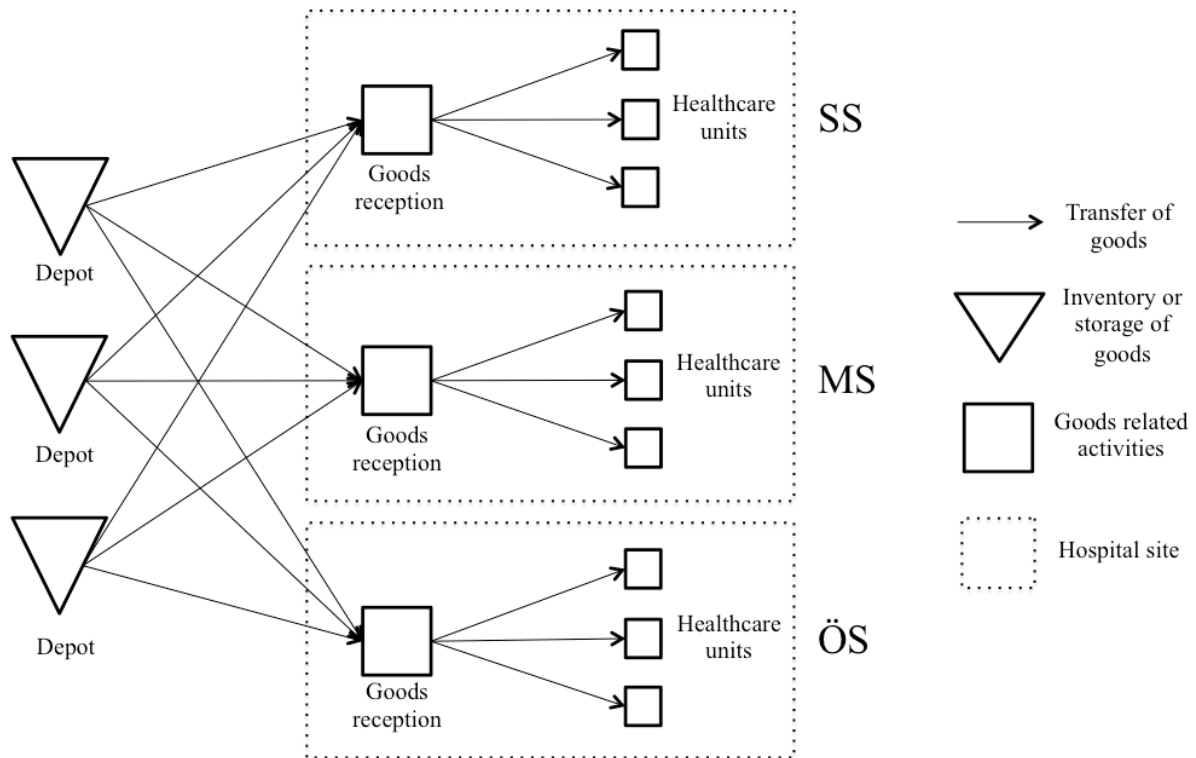 Depot
Depot
Depot
Goods
reception
Healthcare
units
SS
Goods
reception
Healthcare
units
MS
Goods
reception
Healthcare
units
ÖS
Transfer of
goods
Inventory or
storage of
goods
Goods related
activities
Hospital site